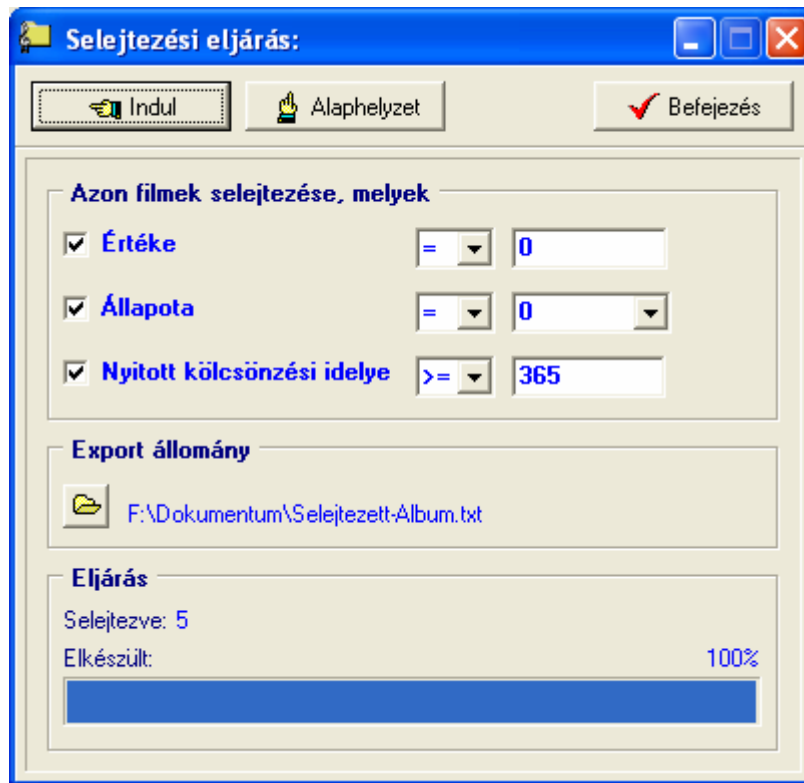 Selejtezési eljárás:
Indul Alaphelyzet Befejezés
Azon filmek selejtezése, melyek
Értéke = 0
Állapota = 0
Nyitott kölcsönzési idelye >= 365
Export állomány
F:\Dokumentum\Selejtezett-Album.txt
Eljárás
Selejtezve: 5
Elkészült: 100%